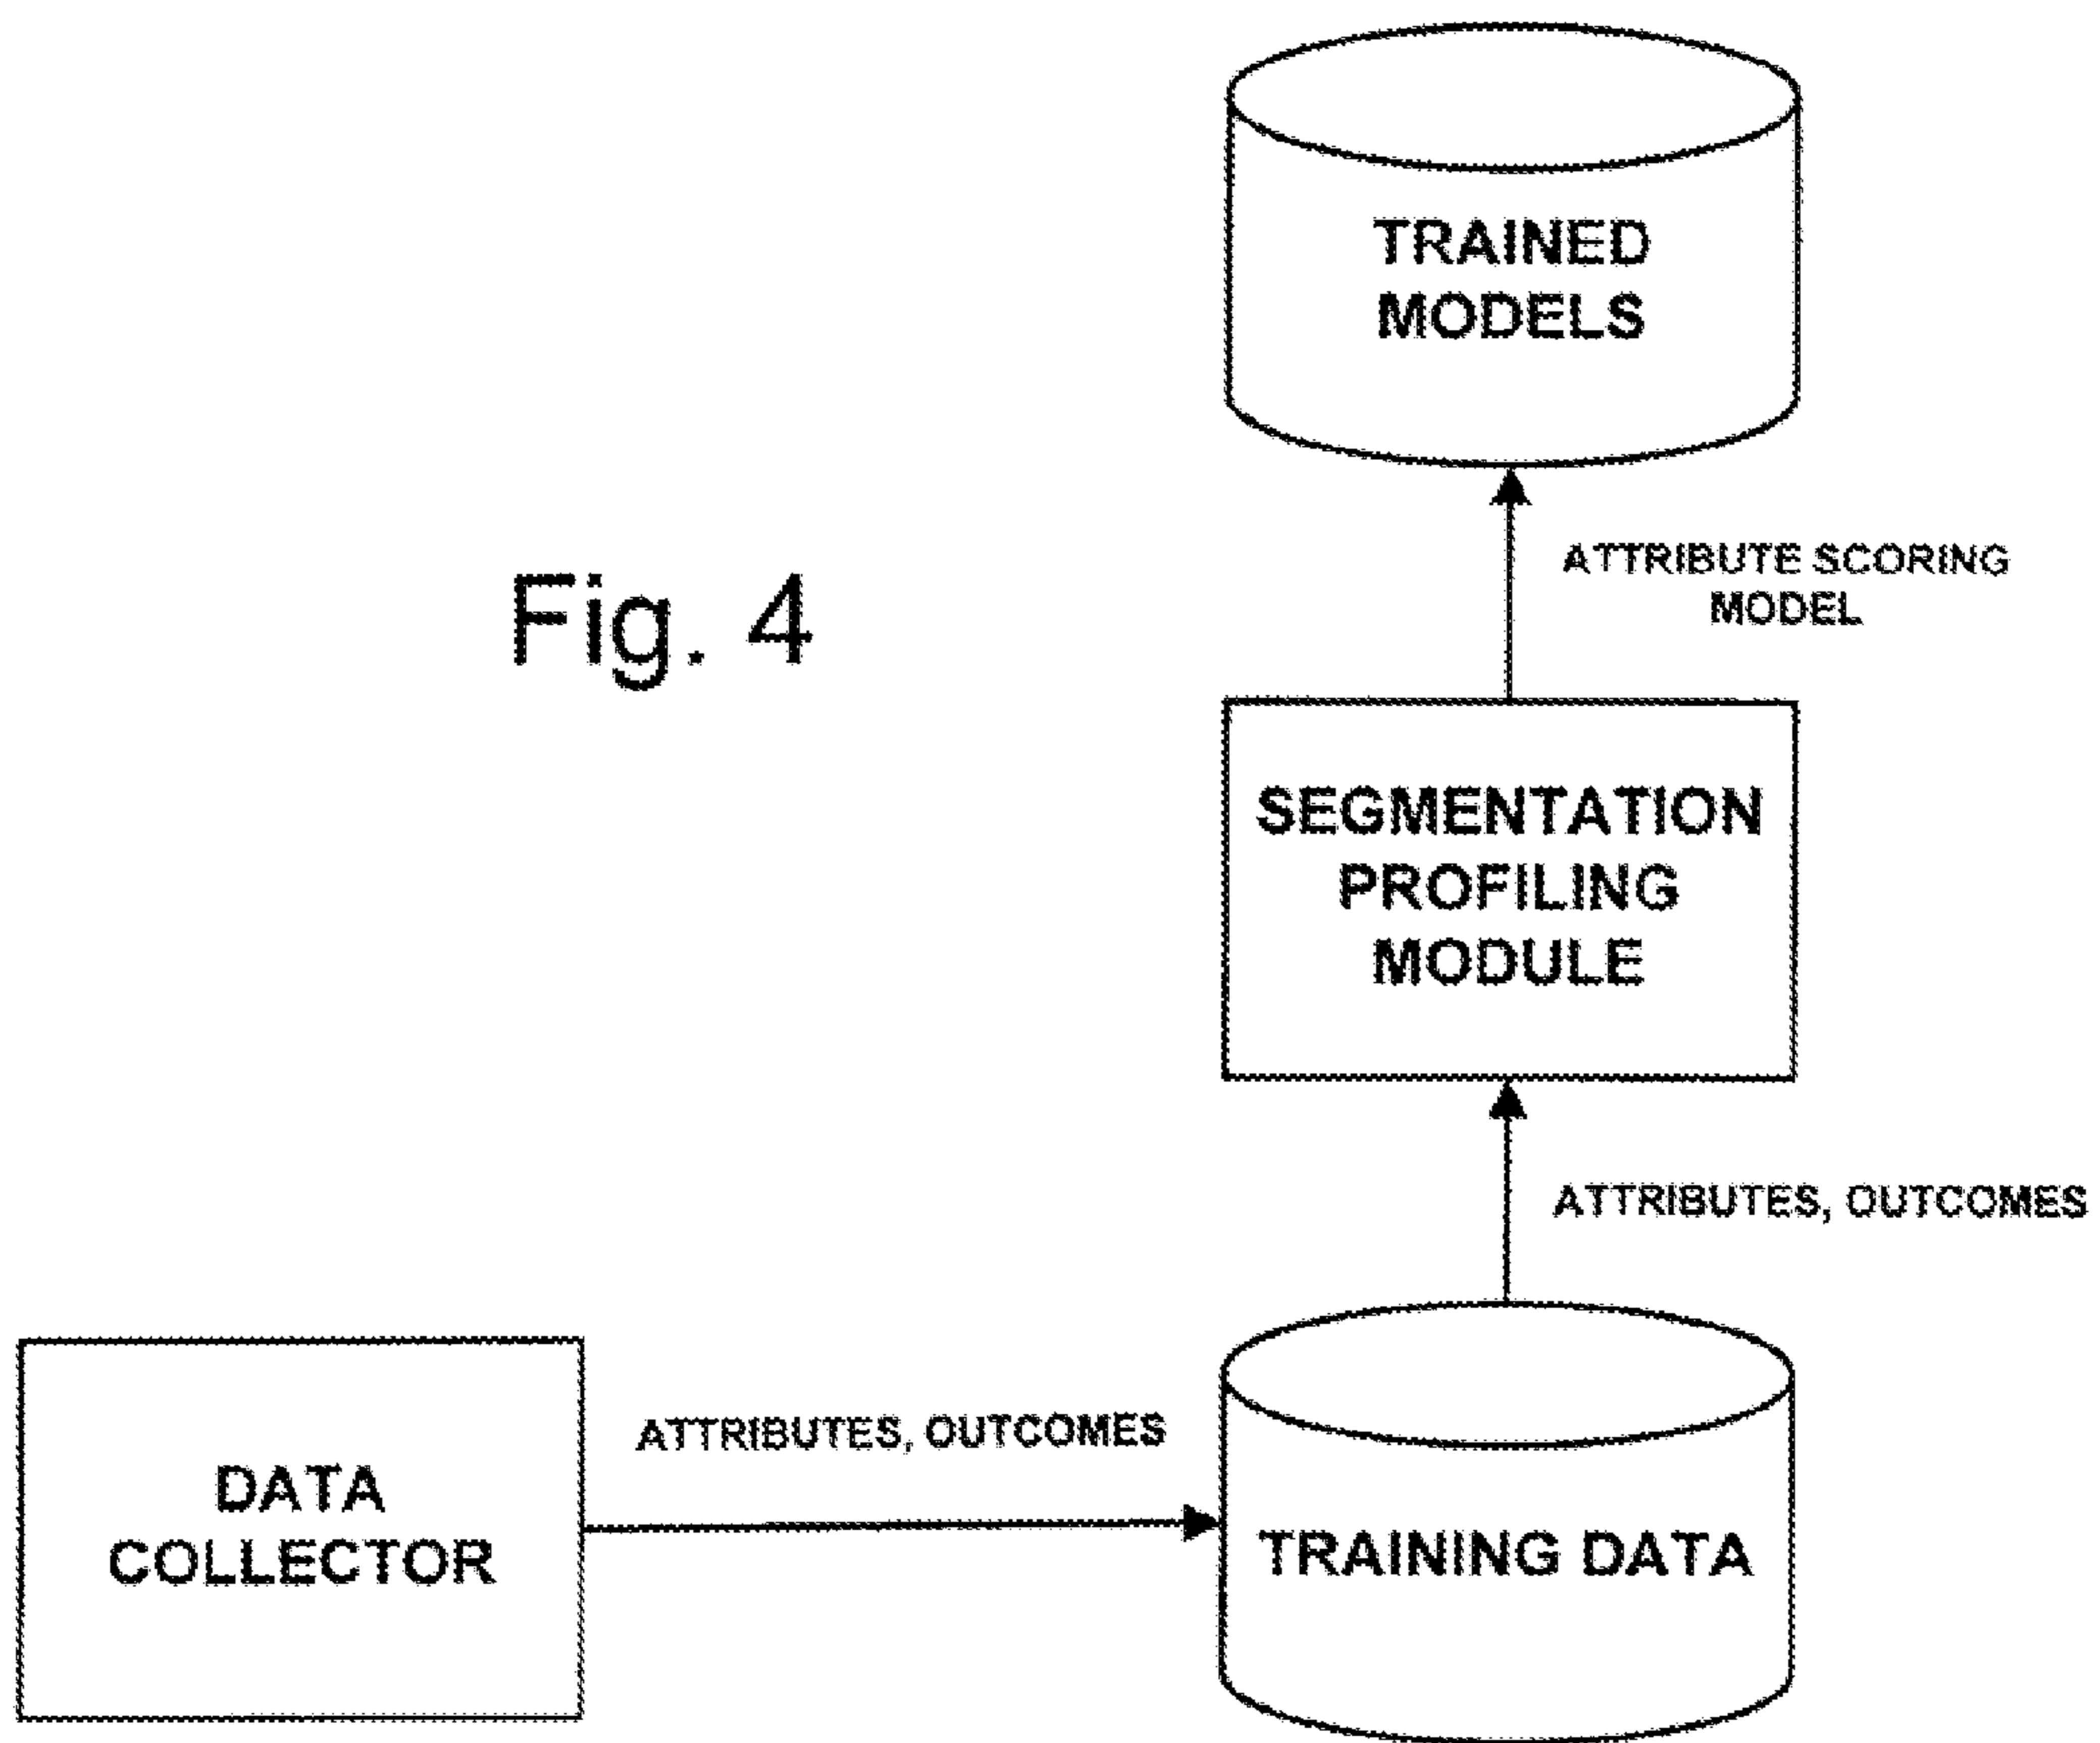 TRAINED
MODELS
ATTRIBUTE SCORING
MODEL
Fig. 4
SEGMENTATION
PROFILING
MODULE
ATTRIBUTES, OUTCOMES
ATTRIBUTES, OUTCOMES
DATA
COLLECTOR
TRAINING DATA